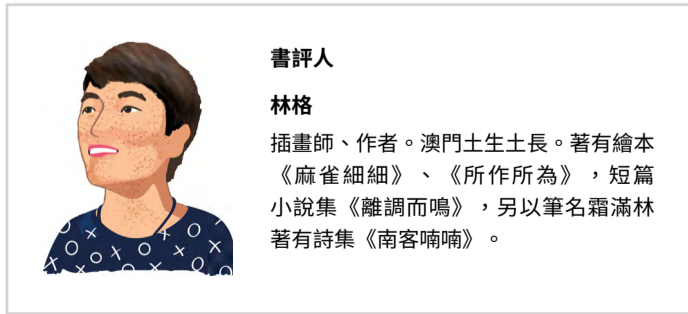 書評人
林格
插畫師、作者。澳門土生土長。著有繪本
《麻雀細細》、《所作所為》，短篇
小說集《離調而鳴》，另以筆名霜滿林
著有詩集《南客喃喃》。